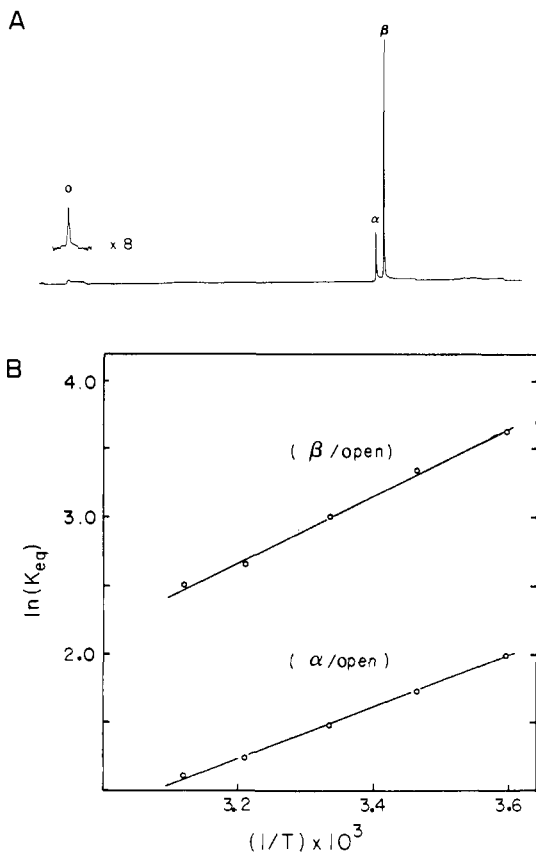 A
β
α
o
x 8
B
4.0
3.0
2.0
ln(Keq)
( β /open)
( α /open)
3.2
3.4
3.6
(1/T) × 10³